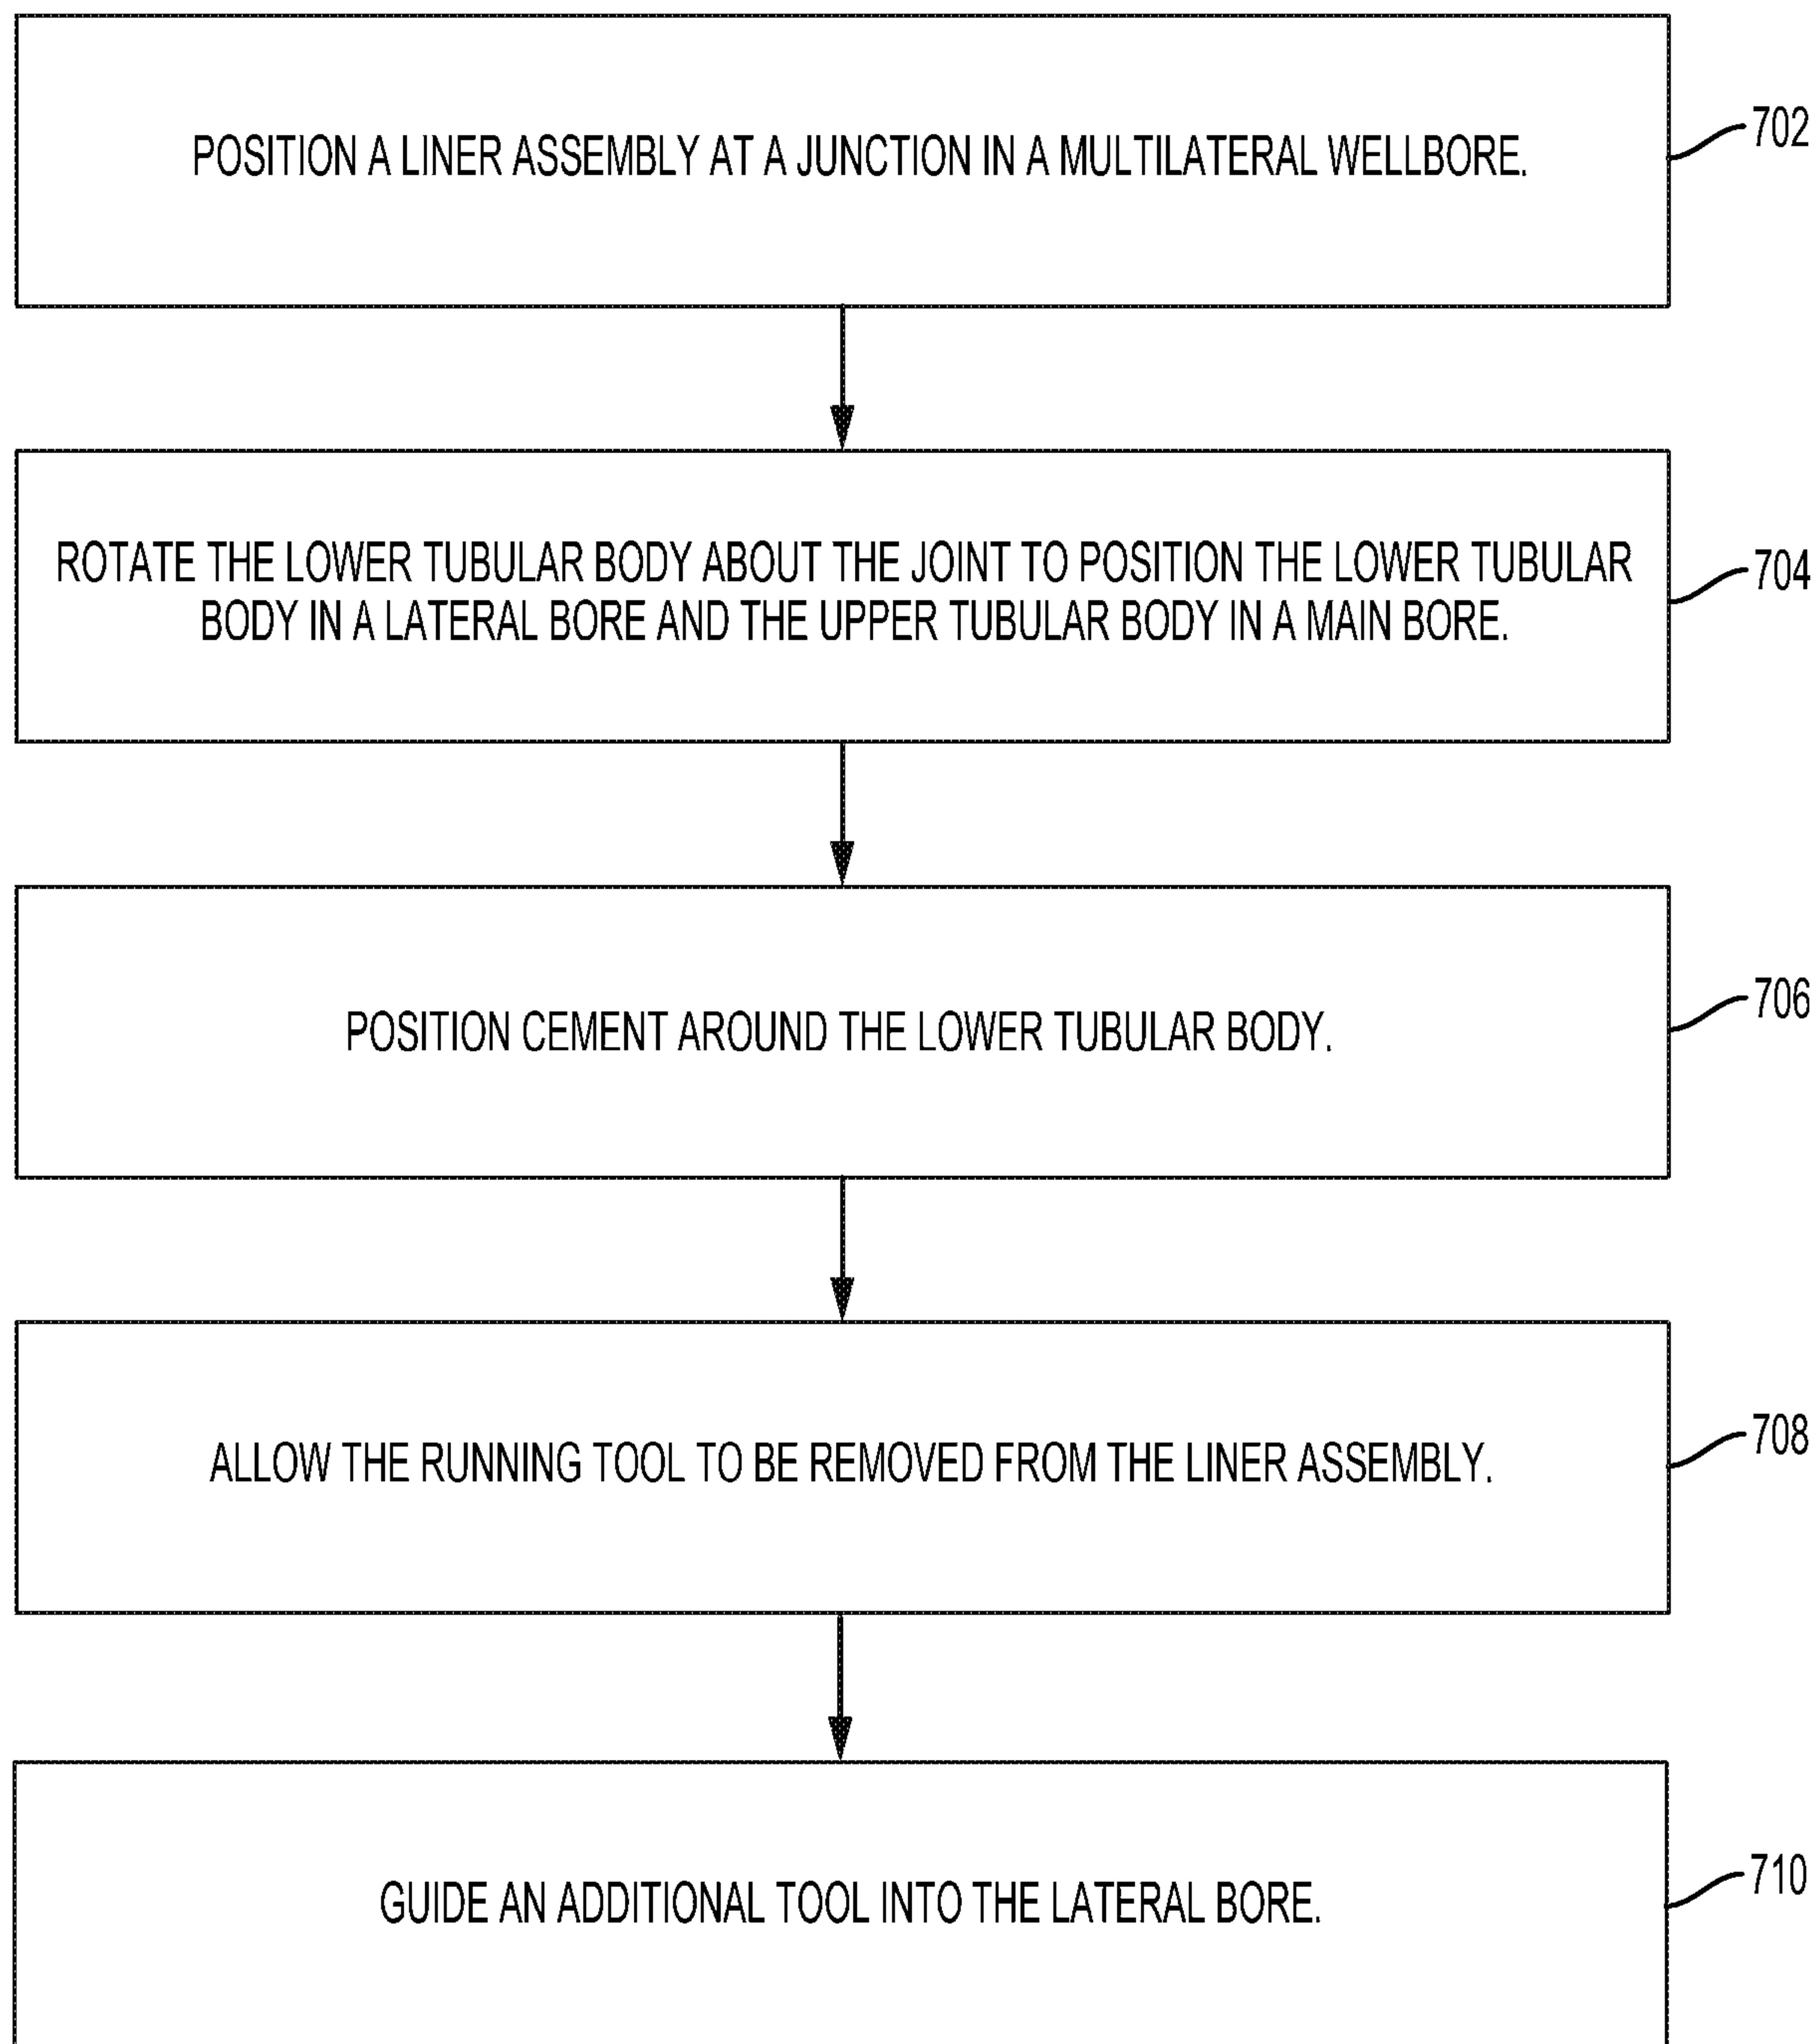 POSITION A LINER ASSEMBLY AT A JUNCTION IN A MULTILATERAL WELLBORE.
702
ROTATE THE LOWER TUBULAR BODY ABOUT THE JOINT TO POSITION THE LOWER TUBULAR
BODY IN A LATERAL BORE AND THE UPPER TUBULAR BODY IN A MAIN BORE.
704
POSITION CEMENT AROUND THE LOWER TUBULAR BODY.
706
ALLOW THE RUNNING TOOL TO BE REMOVED FROM THE LINER ASSEMBLY.
708
GUIDE AN ADDITIONAL TOOL INTO THE LATERAL BORE.
710